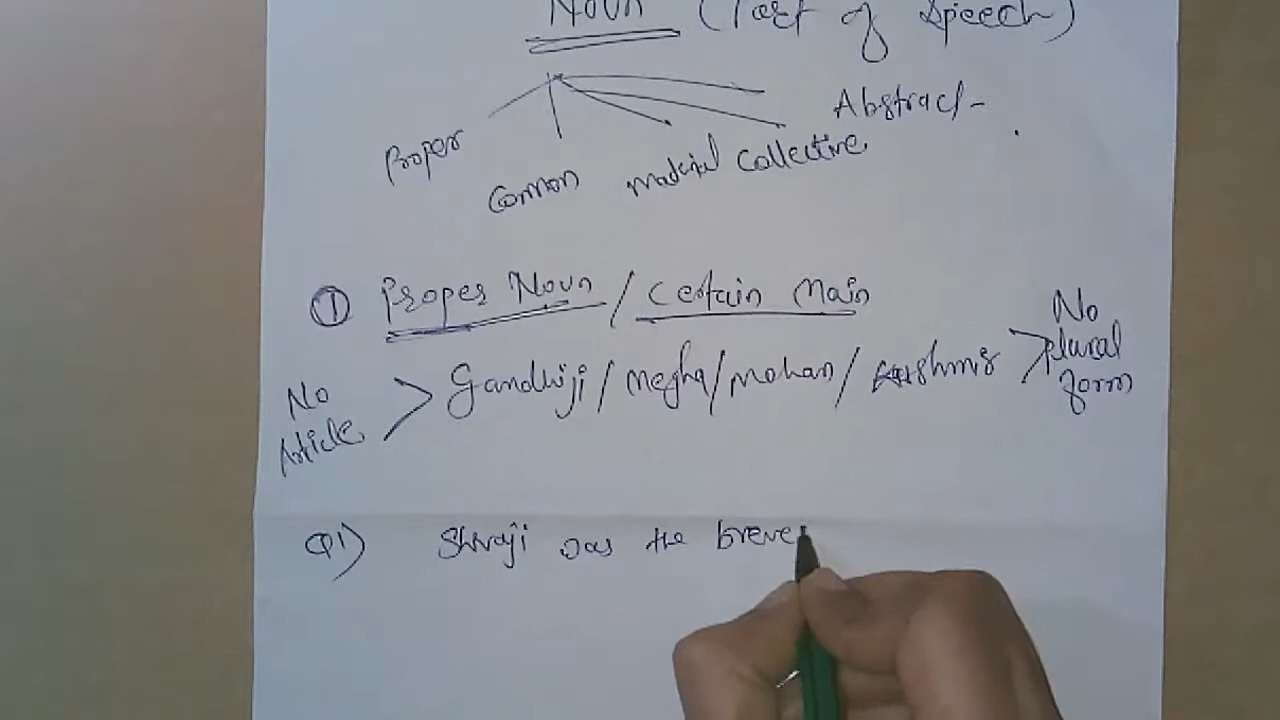 Noun (Part of Speech)
Proper Common Material Collective Abstract
① Proper Noun / Certain Main
No Article > Gandhiji / Megha / Mohan / > No plural form
Q1) Shivaji was the breve